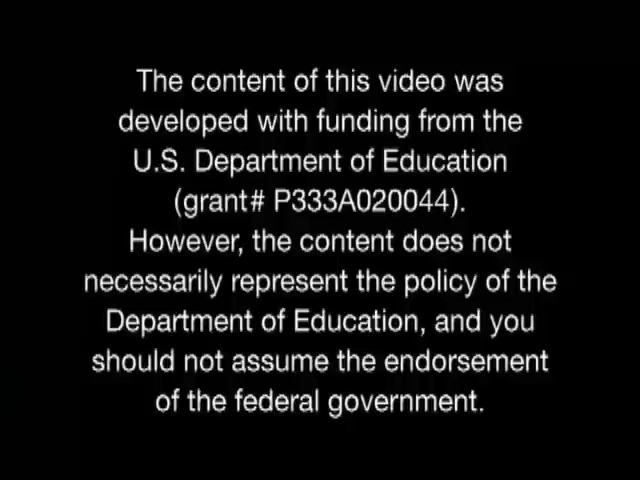 The content of this video was
developed with funding from the
U.S. Department of Education
(grant# P333A020044).
However, the content does not
necessarily represent the policy of the
Department of Education, and you
should not assume the endorsement
of the federal government.